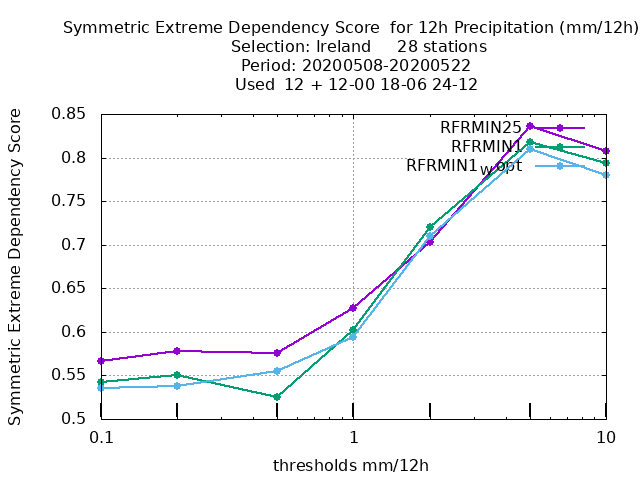 Symmetric Extreme Dependency Score for 12h Precipitation (mm/12h)
Selection: Ireland 28 stations
Period: 20200508-20200522
Used 12 + 12-00 18-06 24-12
Symmetric Extreme Dependency Score
0.85
0.8
0.75
0.7
0.65
0.6
0.55
0.5
RFRMIN25
RFRMIN1
RFRMIN1wopt
0.1
1
10
thresholds mm/12h